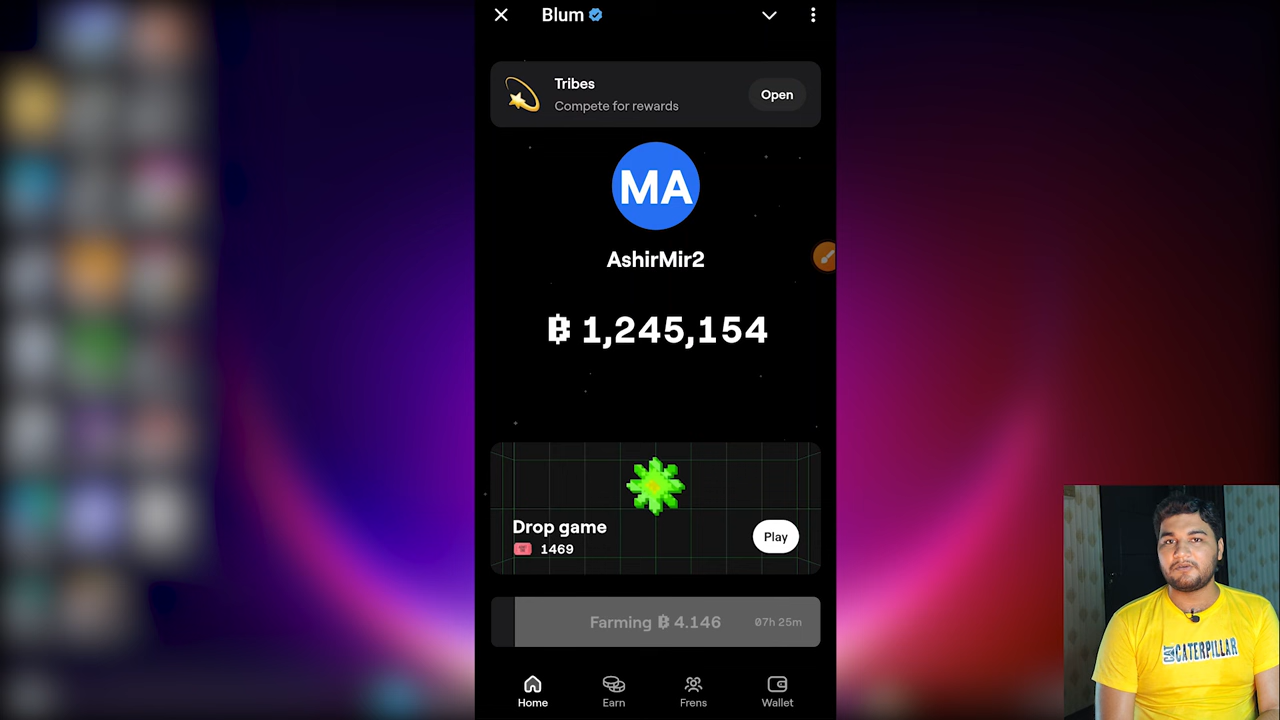 Blum
Tribes
Compete for rewards
Open
MA
AshirMir2
1,245,154
Drop game
1469
Play
Farming 4.146
07h 25m
Home
Earn
Frens
Wallet
CAT CATERPILLAR